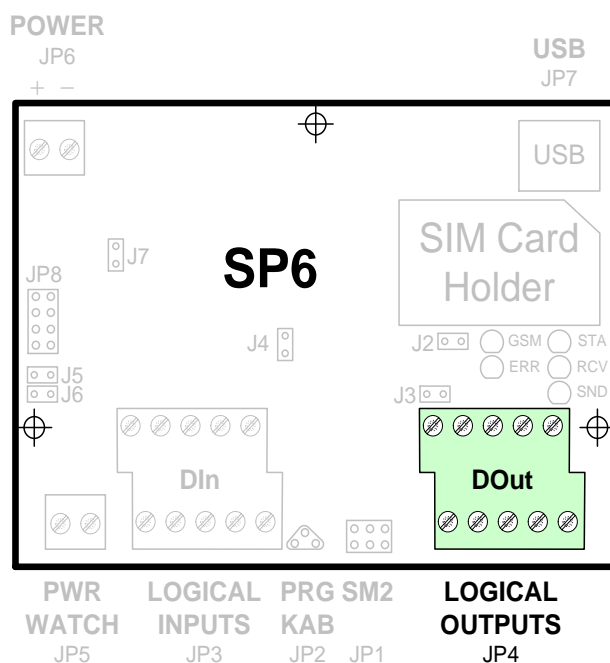 POWER
JP6
+ −
USB
JP7
USB
SIM Card
Holder
SP6
J7
JP8
J4
J2
GSM
STA
ERR
RCV
J5
J6
J3
SND
DIn
DOut
PWR
WATCH
JP5
LOGICAL
INPUTS
JP3
PRG
KAB
JP2
SM2
JP1
LOGICAL
OUTPUTS
JP4